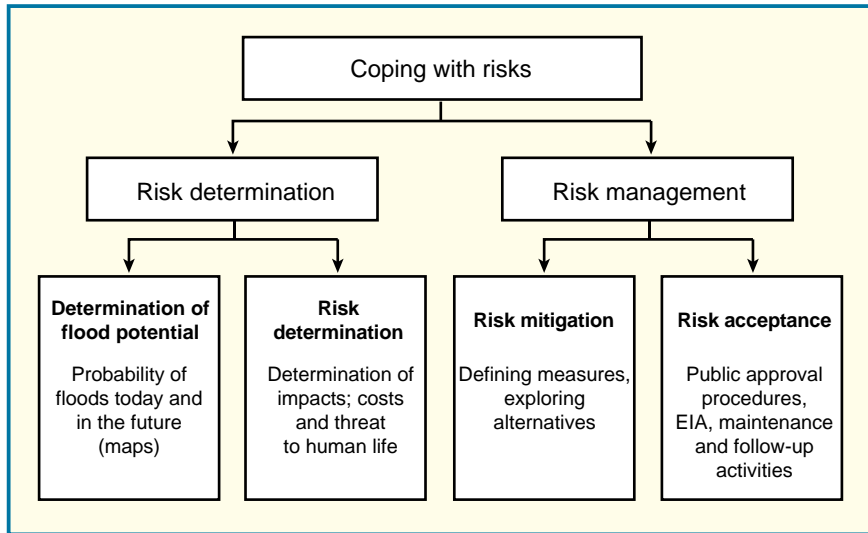 Coping with risks
Risk determination
Risk management
Determination of
flood potential
Probability of
floods today and
in the future
(maps)
Risk
determination
Determination of
impacts; costs
and threat
to human life
Risk mitigation
Defining measures,
exploring
alternatives
Risk acceptance
Public approval
procedures,
EIA, maintenance
and follow-up
activities